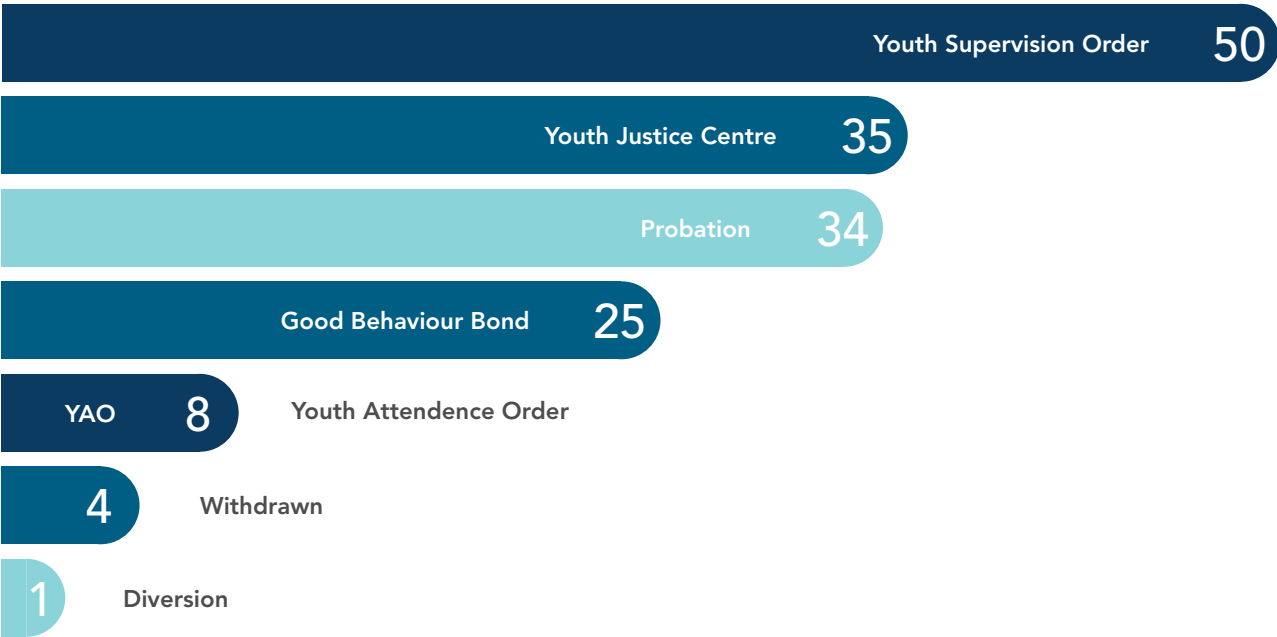 Youth Supervision Order 50
Youth Justice Centre 35
Probation 34
Good Behaviour Bond 25
YAO 8 Youth Attendence Order
4 Withdrawn
1 Diversion